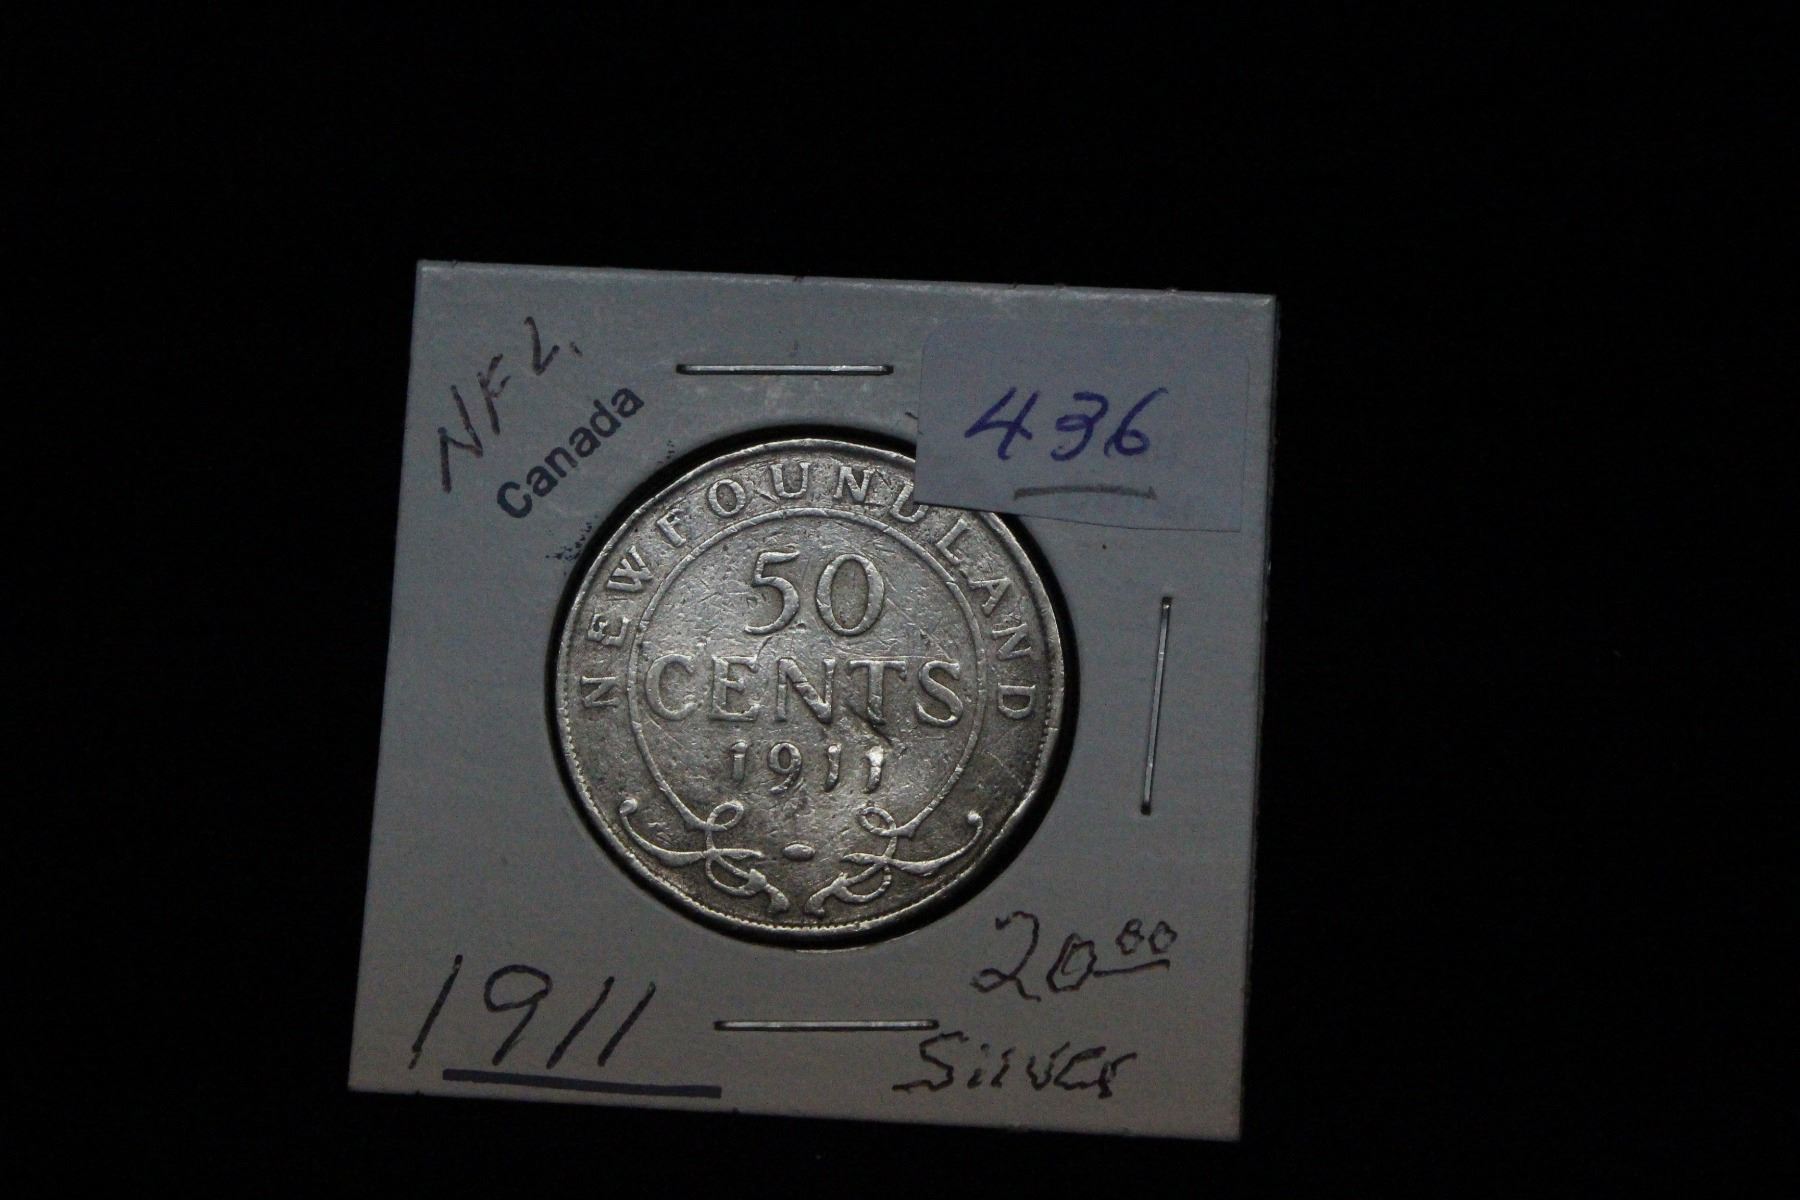 NFL.
Canada
436
NEWFOUNDLAND
50
CENTS
1911
1911
20.00
Silver